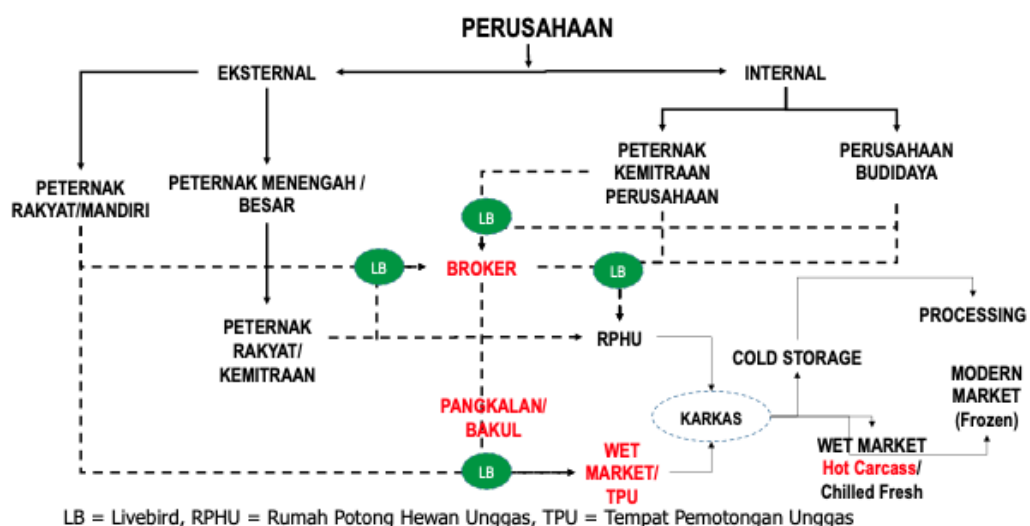 PERUSAHAAN
EKSTERNAL
INTERNAL
PETERNAK
RAKYAT/MANDIRI
PETERNAK MENENGAH /
BESAR
PETERNAK
KEMITRAAN
PERUSAHAAN
PERUSAHAAN
BUDIDAYA
LB
LB
BROKER
LB
PETERNAK
RAKYAT/
KEMITRAAN
RPHU
PROCESSING
COLD STORAGE
MODERN
MARKET
(Frozen)
PANGKALAN/
BAKUL
KARKAS
LB
WET
MARKET/
TPU
WET MARKET
Hot Carcass/
Chilled Fresh
LB = Livebird, RPHU = Rumah Potong Hewan Unggas, TPU = Tempat Pemotongan Unggas